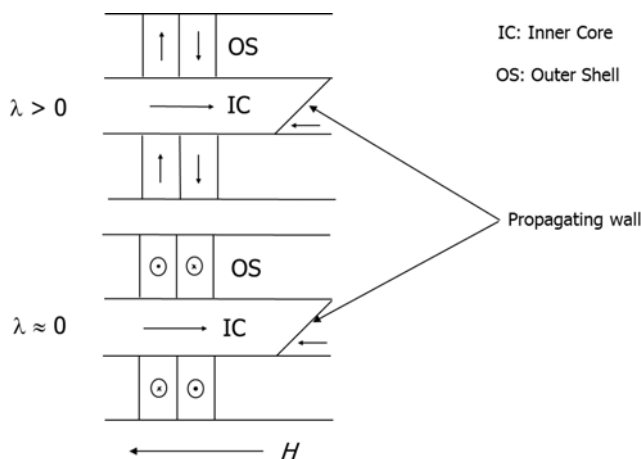 OS
IC: Inner Core
OS: Outer Shell
λ > 0
IC
Propagating wall
OS
λ ≈ 0
IC
H